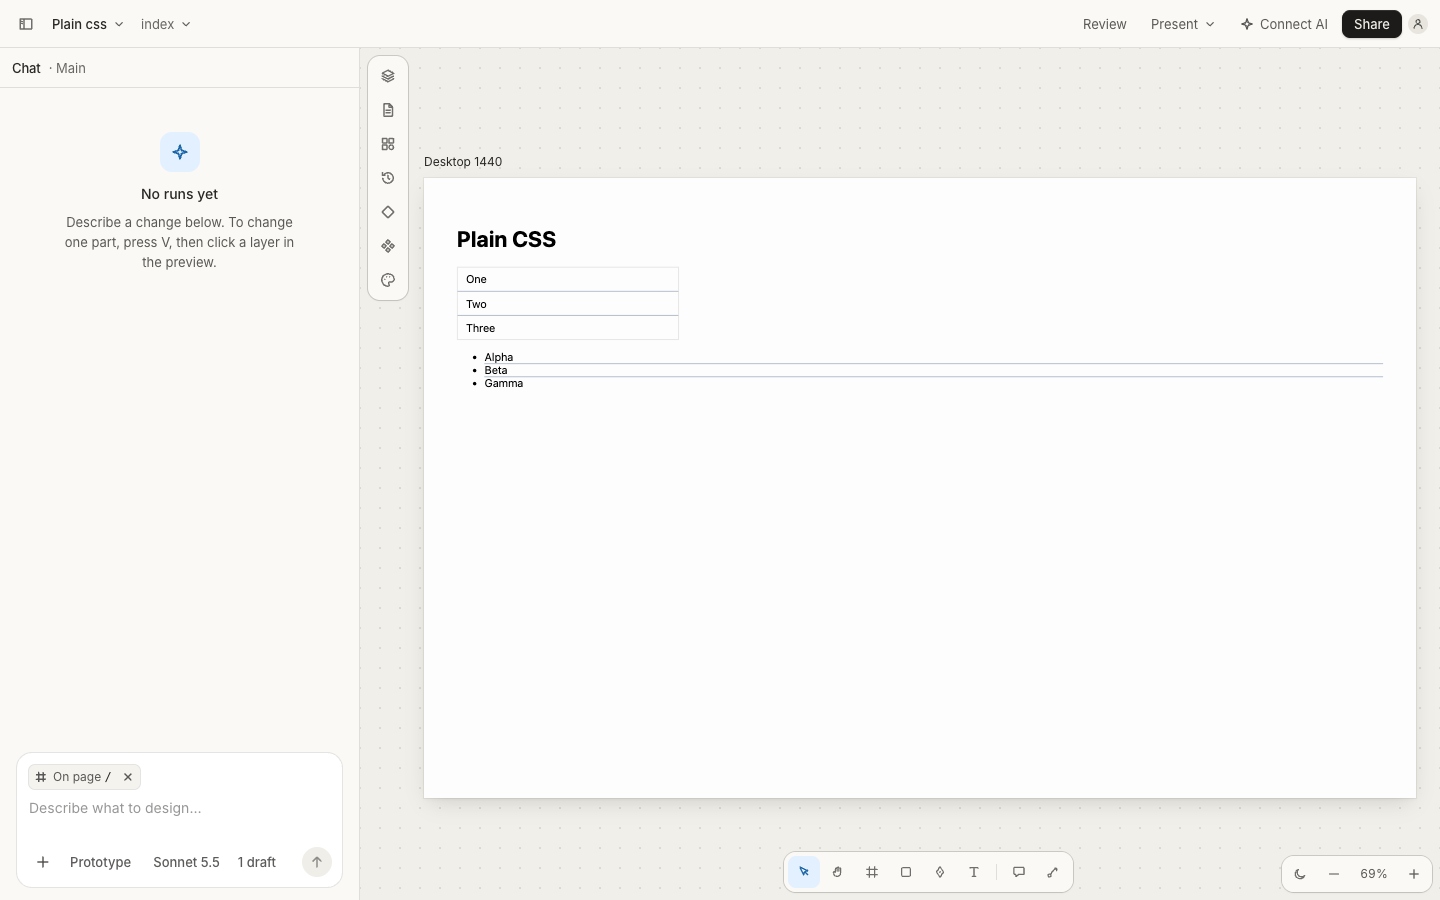 Plain css
index
Review
Present
Connect AI
Share
Chat · Main
No runs yet
Describe a change below. To change
one part, press V, then click a layer in
the preview.
Desktop 1440
Plain CSS
One
Two
Three
• Alpha
• Beta
• Gamma
On page /
Describe what to design...
Prototype
Sonnet 5.5
1 draft
69%